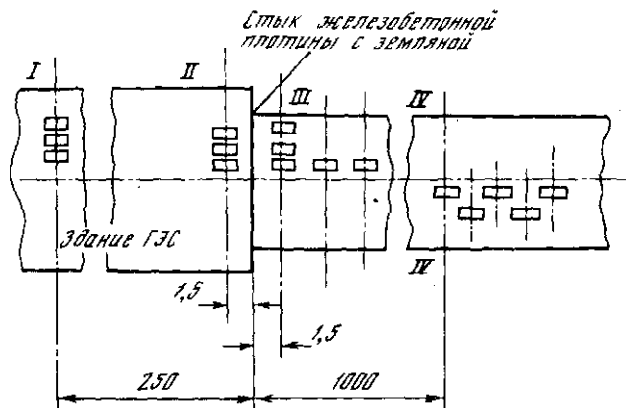 Стык железобетонной
плотины с земляной
I
II
III
IV
Здание ГЭС
IV
1,5
1,5
250
1000